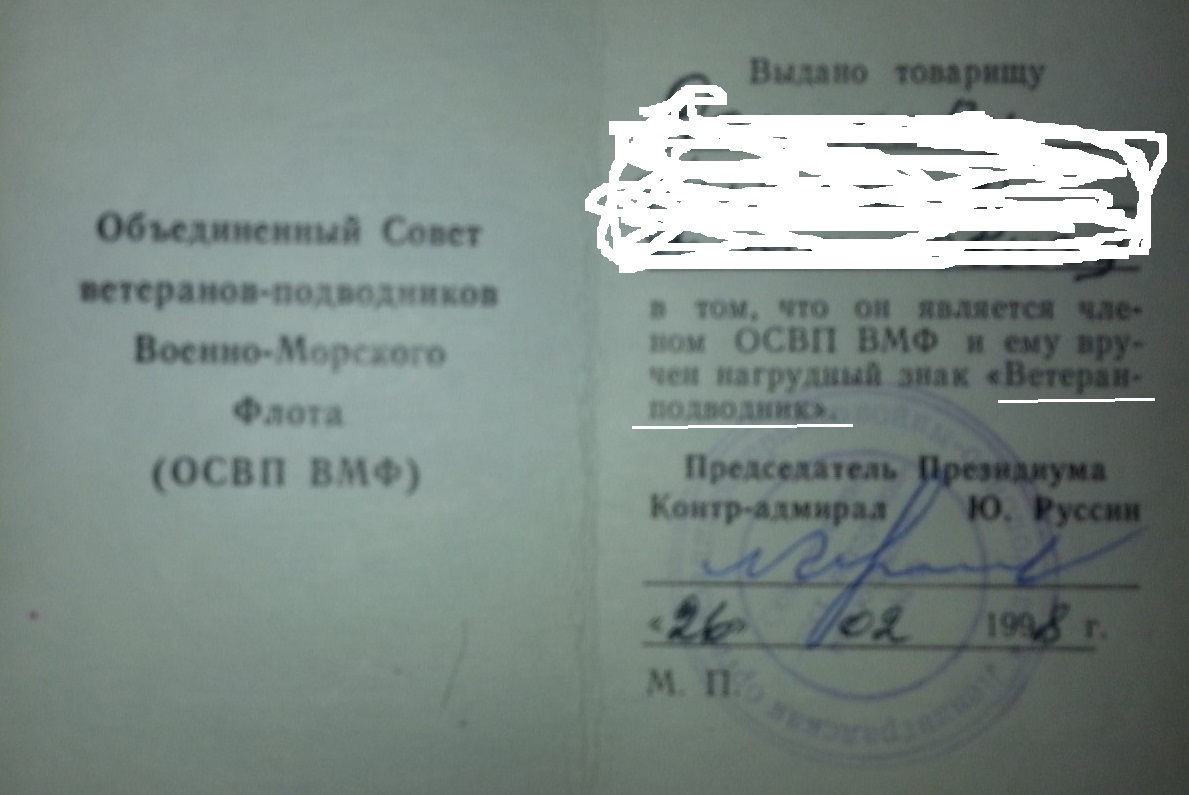 Объединенный Совет
ветеранов-подводников
Военно-Морского
Флота
(ОСВП ВМФ)
Выдано товарищу
в том, что он является чле-
ном ОСВП ВМФ и ему вру-
чен нагрудный знак «Ветеран-
подводник».
Председатель Президиума
Контр-адмирал Ю. Руссин
«26» 02 1998 г.
М. П.